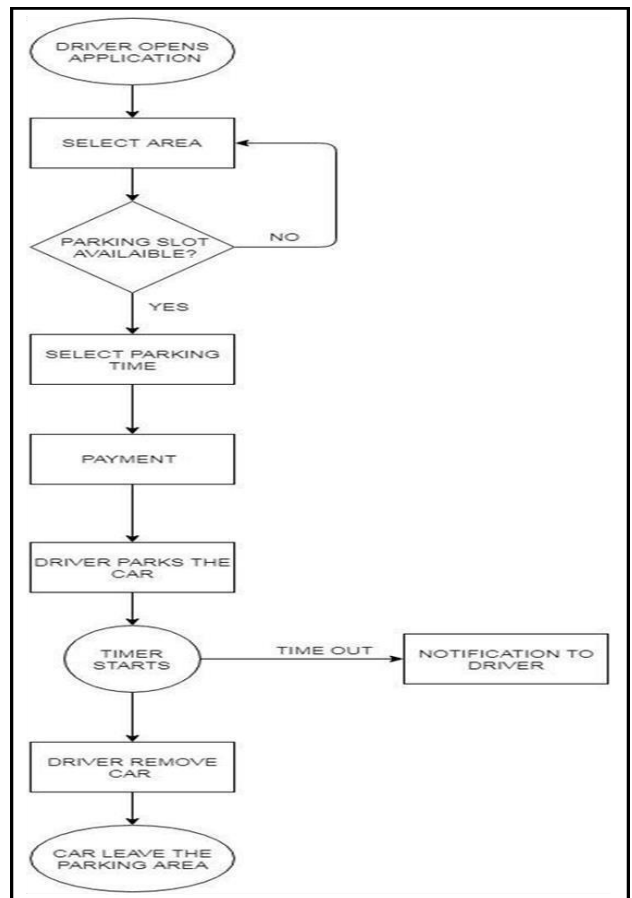 DRIVER OPENS
APPLICATION
SELECT AREA
PARKING SLOT
AVAILAIBLE?
NO
YES
SELECT PARKING
TIME
PAYMENT
DRIVER PARKS THE
CAR
TIMER
STARTS
TIME OUT
NOTIFICATION TO
DRIVER
DRIVER REMOVE
CAR
CAR LEAVE THE
PARKING AREA